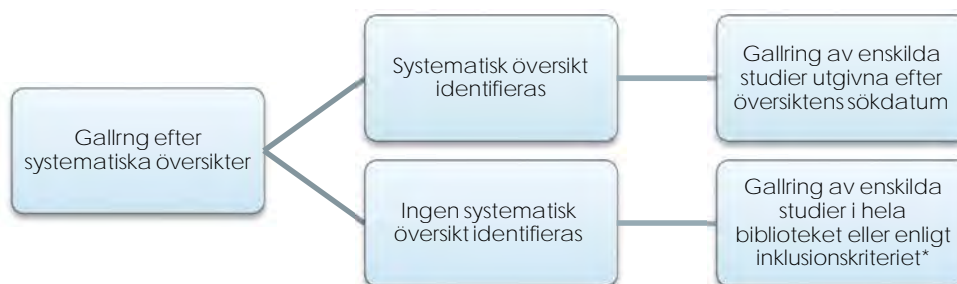 Gallrng efter
systematiska översikter
Systematisk översikt
identifieras
Gallring av enskilda
studier utgivna efter
översiktens sökdatum
Ingen systematisk
översikt identifieras
Gallring av enskilda
studier i hela
biblioteket eller enligt
inklusionskriteriet*